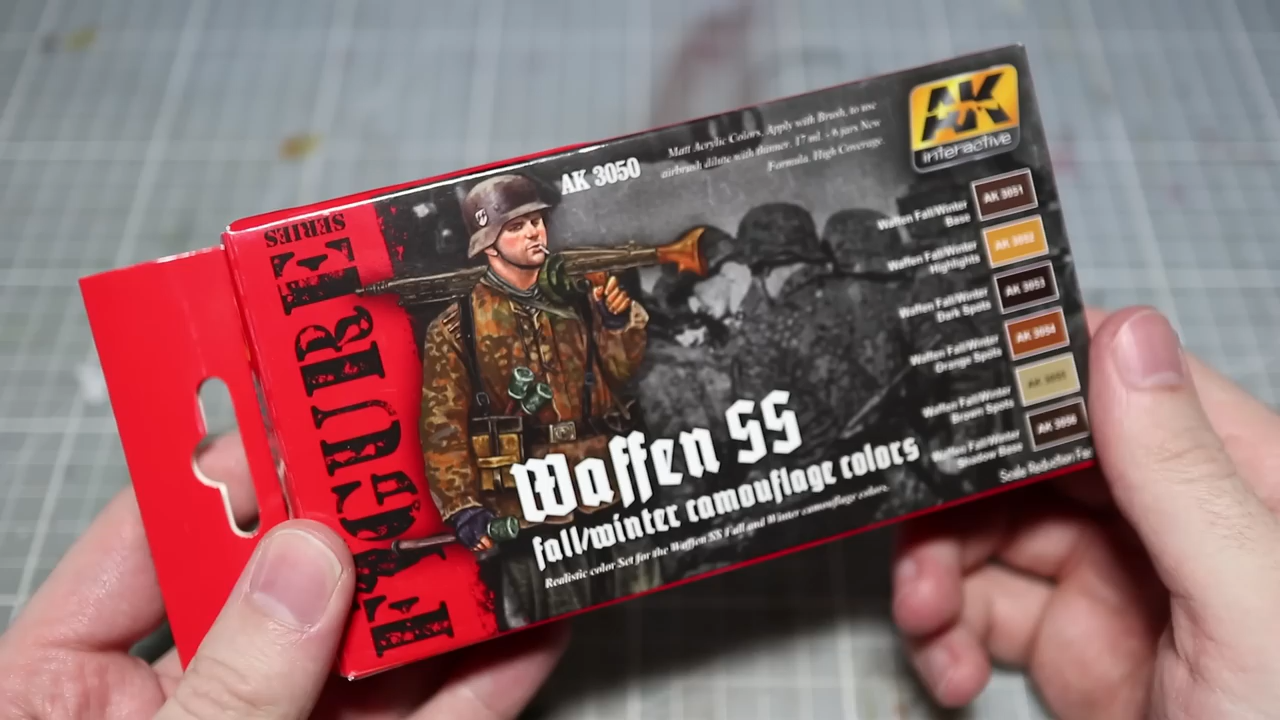 FIGURE
SERIES
AK 3050
Matt Acrylic Colors. Apply with Brush, to use
airbrush dilute with thinner. 17 ml. - 6 jars New
Formula. High Coverage.
AK
interactive
Waffen Fall/Winter
Base
AK 3051
Waffen Fall/Winter
Highlights
AK 3052
Waffen Fall/Winter
Dark Spots
AK 3053
Waffen Fall/Winter
Orange Spots
AK 3054
Waffen Fall/Winter
Brown Spots
AK 3055
Waffen Fall/Winter
Shadow Base
AK 3056
Scale Reduction
Waffen SS
fall/winter camouflage colors
Realistic color Set for the Waffen SS Fall and Winter camouflage colors.